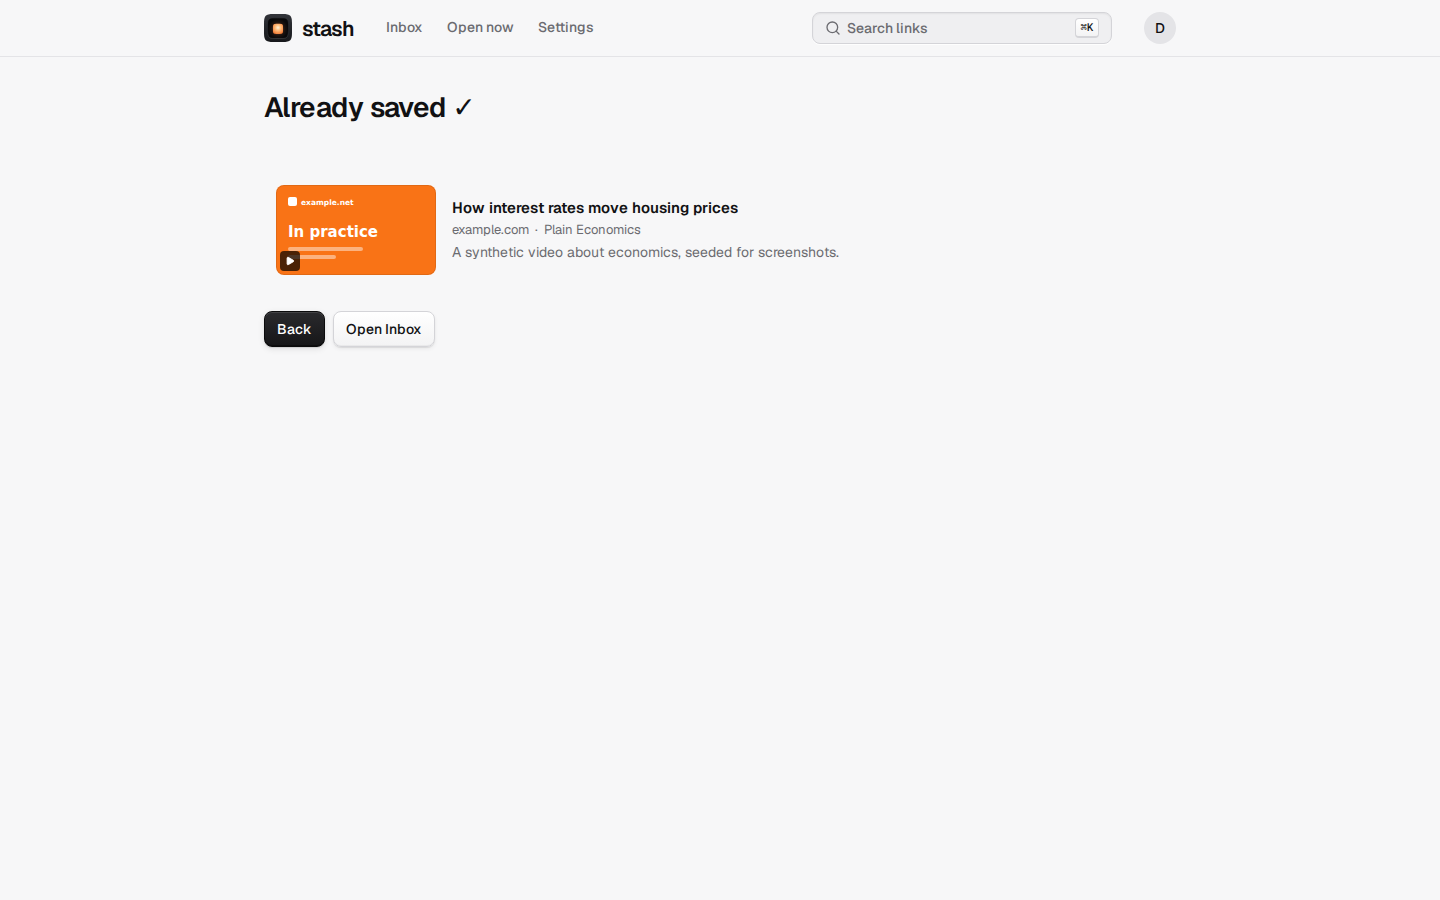 stash
Inbox
Open now
Settings
Search links
⌘K
D
Already saved ✓
example.net
In practice
How interest rates move housing prices
example.com · Plain Economics
A synthetic video about economics, seeded for screenshots.
Back
Open Inbox